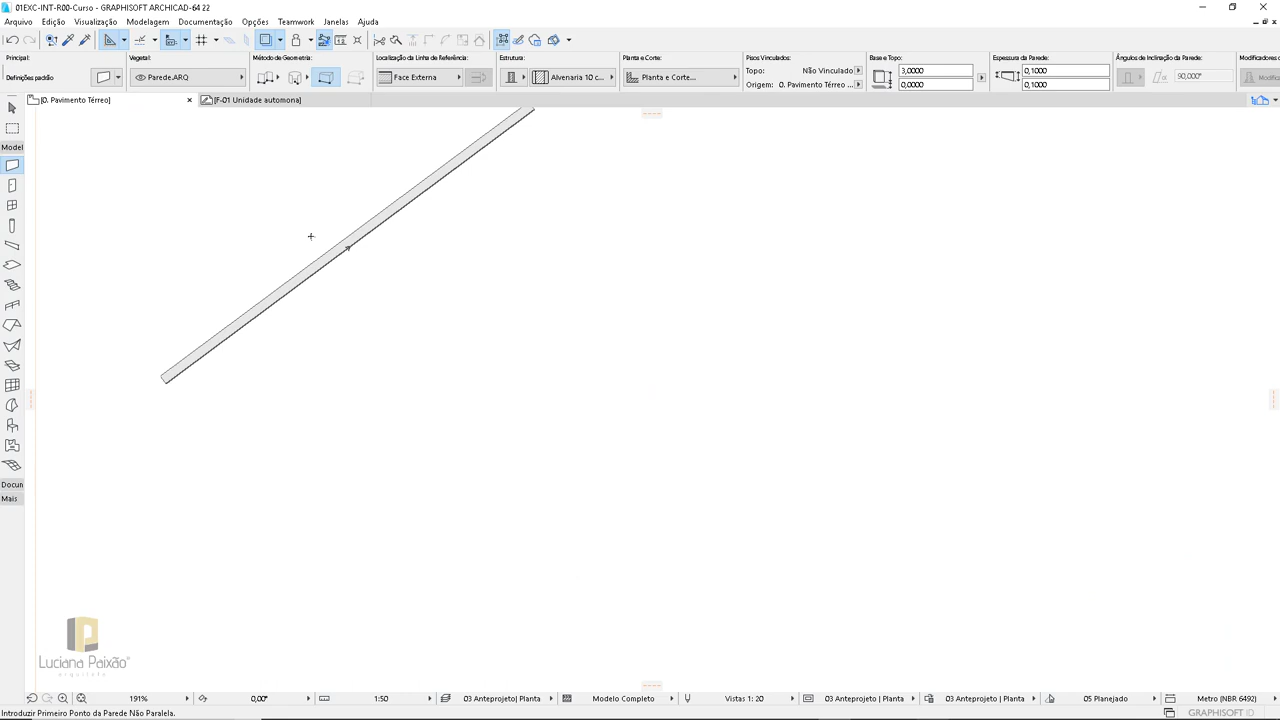 01EXC-INT-R00-Curso - GRAPHISOFT ARCHICAD-64 22
Arquivo Edição Visualização Modelagem Documentação Opções Teamwork Janelas Ajuda
Principal: Vegetal: Método de Geometria: Localização da Linha de Referência: Estrutura: Planta e Corte: Pisos Vinculados: Base e Topo: Espessura da Parede: Ângulos de Inclinação da Parede: Modificadores
Topo: Não Vinculado 3,0000 0,1000
Definições padrão Parede.ARQ Face Externa Alvenaria 10 c... Planta e Corte... 90,000°
Origem: 0. Pavimento Térreo ... 0,0000 0,1000
[0. Pavimento Térreo] [F-01 Unidade automona]
Model
Docun
Mais
Luciana Paixão®
arquiteta
191% 0,00° 1:50 03 Anteprojeto | Planta Modelo Completo Vistas 1: 20 03 Anteprojeto | Planta 03 Anteprojeto | Planta 05 Planejado Metro (NBR 6492)
Introduzir Primeiro Ponto da Parede Não Paralela.
GRAPHISOFT ID